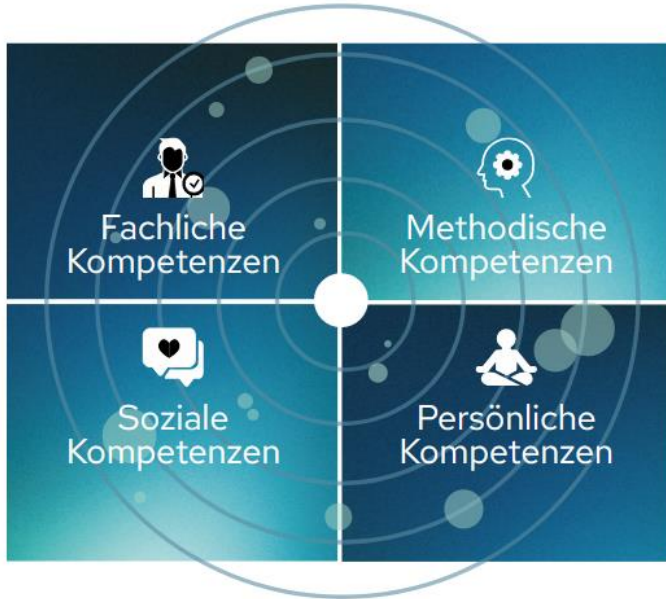 Fachliche
Kompetenzen
Methodische
Kompetenzen
Soziale
Kompetenzen
Persönliche
Kompetenzen